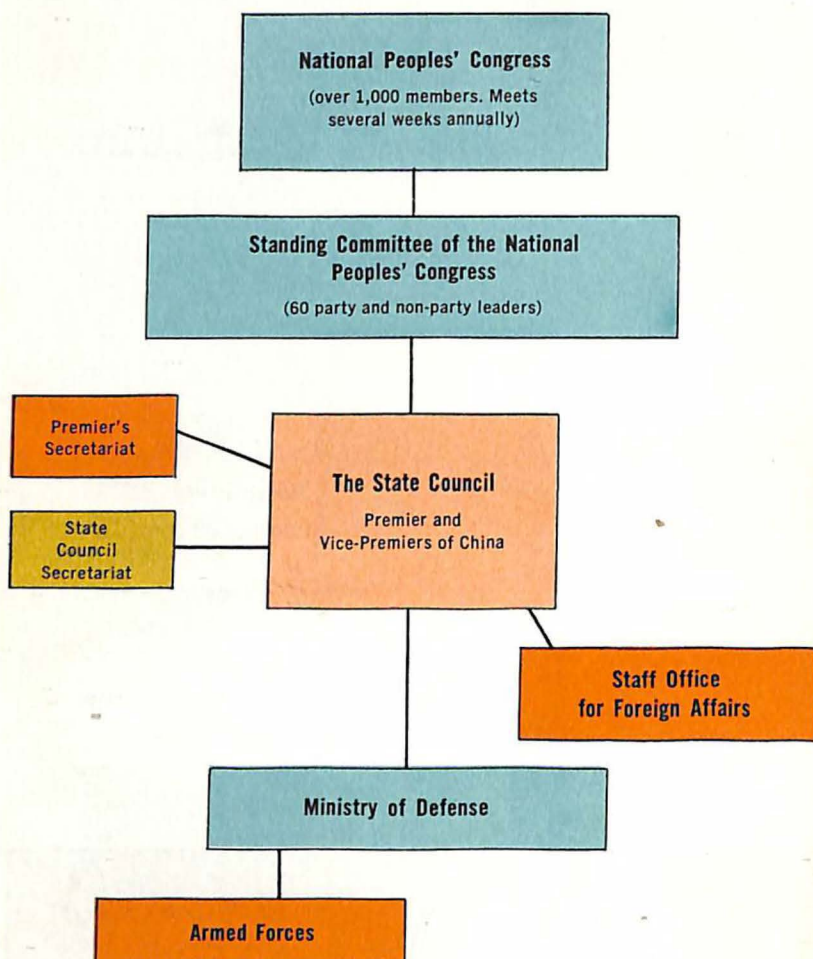 National Peoples' Congress
(over 1,000 members. Meets
several weeks annually)
Standing Committee of the National
Peoples' Congress
(60 party and non-party leaders)
Premier's
Secretariat
The State Council
Premier and
Vice-Premiers of China
State
Council
Secretariat
Staff Office
for Foreign Affairs
Ministry of Defense
Armed Forces